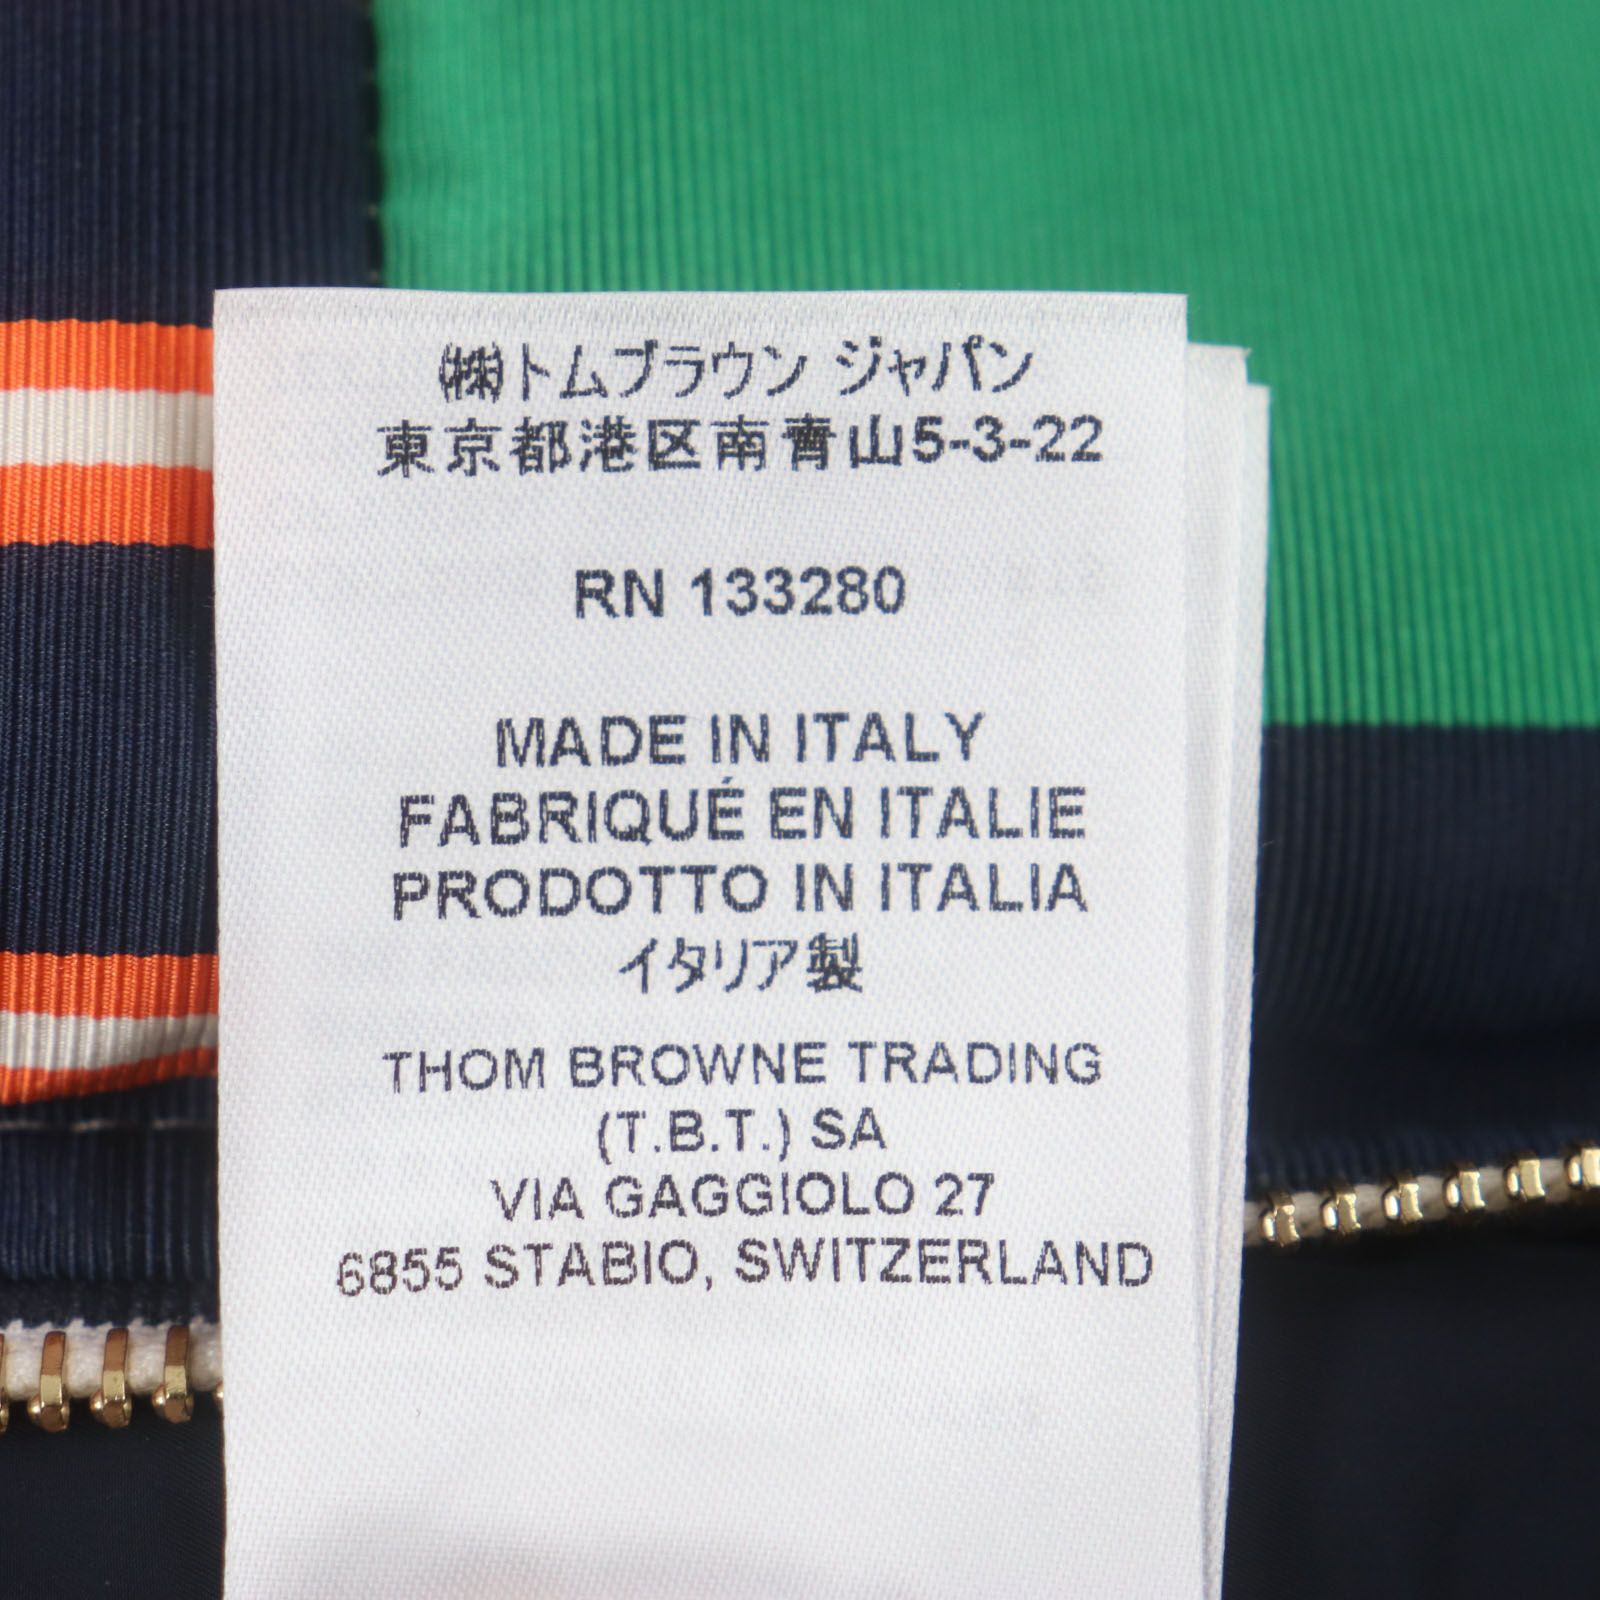 (株)トムブラウン ジャパン
東京都港区南青山5-3-22
RN 133280
MADE IN ITALY
FABRIQUÉ EN ITALIE
PRODOTTO IN ITALIA
イタリア製
THOM BROWNE TRADING
(T.B.T.) SA
VIA GAGGIOLO 27
6855 STABIO, SWITZERLAND